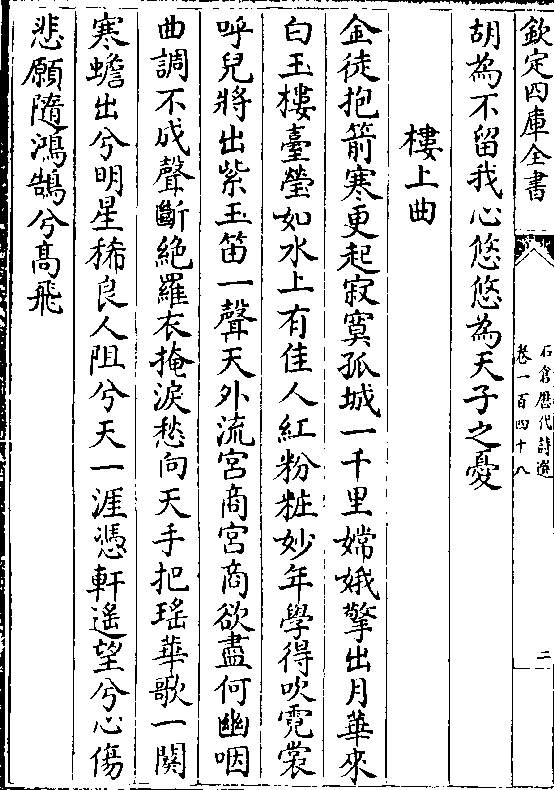 欽定四庫全書
石倉歷代詩選
卷一百四十八
二
胡為不留我心悠悠為天子之憂
樓上曲
金徒抱箭寒更起寂寞孤城一千里嫦娥擎出月華來
白玉樓臺瑩如水上有佳人紅粉粧妙年學得吹霓裳
呼兒將出紫玉笛一聲天外流宮商宮商欲盡何幽咽
曲調不成聲斷絶羅衣掩淚愁向天手把瑶華歌一闋
寒蟾出兮明星稀良人阻兮天一涯憑軒遥望兮心傷
悲願隨鴻鵠兮髙飛